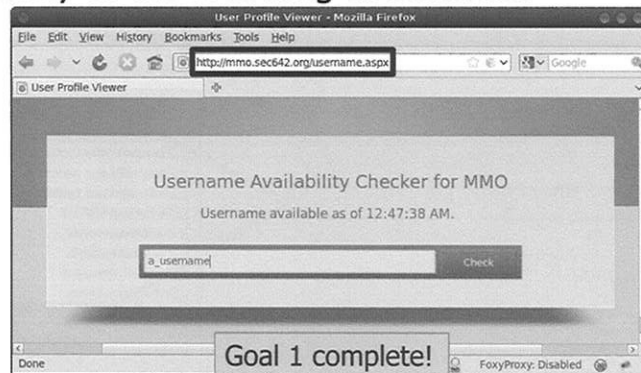 User Profile Viewer - Mozilla Firefox
File Edit View History Bookmarks Tools Help
http://mmo.sec642.org/username.aspx
Google
User Profile Viewer
Username Availability Checker for MMO
Username available as of 12:47:38 AM.
a_username
Check
Goal 1 complete!
Done
FoxyProxy: Disabled